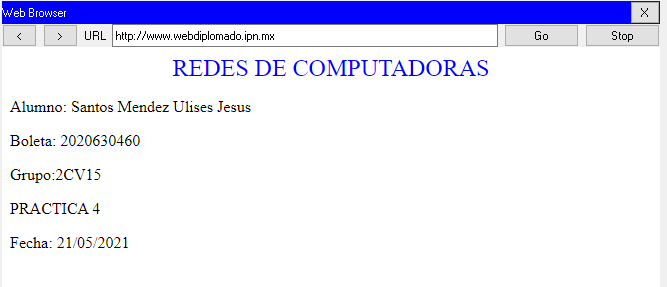 Web Browser X
< > URL http://www.webdiplomado.ipn.mx Go Stop
REDES DE COMPUTADORAS
Alumno: Santos Mendez Ulises Jesus
Boleta: 2020630460
Grupo:2CV15
PRACTICA 4
Fecha: 21/05/2021